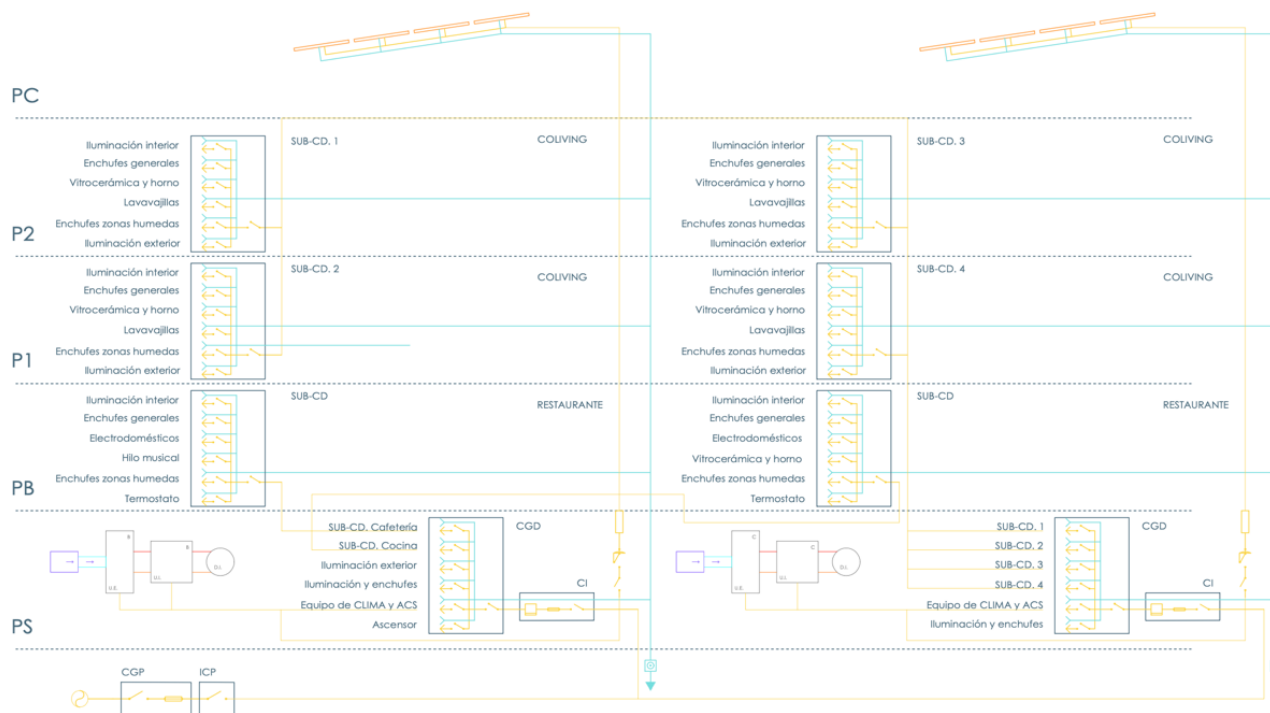 PC
Iluminación interior
SUB-CD. 1
COLIVING
Enchufes generales
Vitrocerámica y horno
Lavavajillas
Enchufes zonas humedas
Iluminación exterior
P2
Iluminación interior
SUB-CD. 3
COLIVING
Enchufes generales
Vitrocerámica y horno
Lavavajillas
Enchufes zonas humedas
Iluminación exterior
Iluminación interior
SUB-CD. 2
COLIVING
Enchufes generales
Vitrocerámica y horno
Lavavajillas
Enchufes zonas humedas
Iluminación exterior
P1
Iluminación interior
SUB-CD. 4
COLIVING
Enchufes generales
Vitrocerámica y horno
Lavavajillas
Enchufes zonas humedas
Iluminación exterior
Iluminación interior
SUB-CD
RESTAURANTE
Enchufes generales
Electrodomésticos
Hilo musical
Enchufes zonas humedas
Termostato
PB
Iluminación interior
SUB-CD
RESTAURANTE
Enchufes generales
Electrodomésticos
Vitrocerámica y horno
Enchufes zonas humedas
Termostato
B
U.E.
B
U.I.
D.I.
SUB-CD. Cafetería
CGD
SUB-CD. Cocina
Iluminación exterior
Iluminación y enchufes
CI
Equipo de CLIMA y ACS
Ascensor
PS
C
U.E.
C
U.I.
D.I.
SUB-CD. 1
CGD
SUB-CD. 2
SUB-CD. 3
SUB-CD. 4
CI
Equipo de CLIMA y ACS
Iluminación y enchufes
CGP
ICP